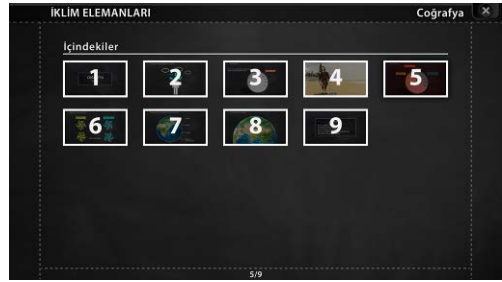 İKLİM ELEMANLARI
Coğrafya
İçindekiler
1 2 3 4 5
6 7 8 9
5/9